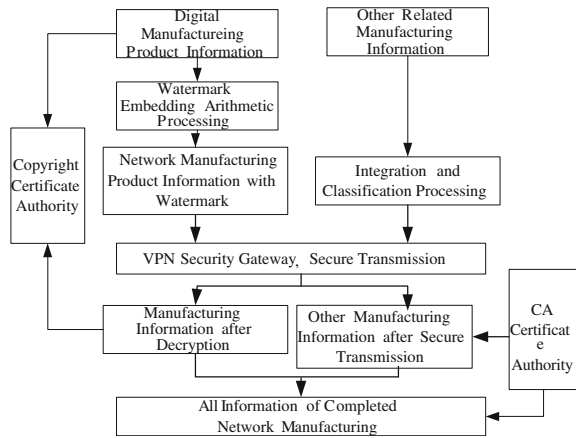 Digital
Manufactureing
Product Information
Other Related
Manufacturing
Information
Watermark
Embedding Arithmetic
Processing
Copyright
Certificate
Authority
Network Manufacturing
Product Information with
Watermark
Integration and
Classification Processing
VPN Security Gateway, Secure Transmission
Manufacturing
Information after
Decryption
Other Manufacturing
Information after Secure
Transmission
CA
Certificat
e
Authority
All Information of Completed
Network Manufacturing